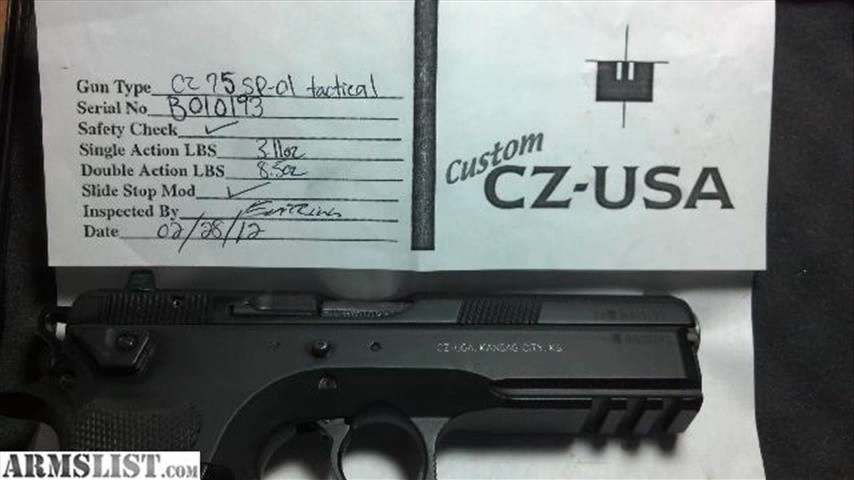 Gun Type CZ 75 SP-01 tactical
Serial No B010193
Safety Check ✓
Single Action LBS 3.11oz
Double Action LBS 8.5oz
Slide Stop Mod ✓
Inspected By
Date 02/28/12
Custom
CZ-USA
CZ-USA, KANSAS CITY, KS
ARMSLIST.com